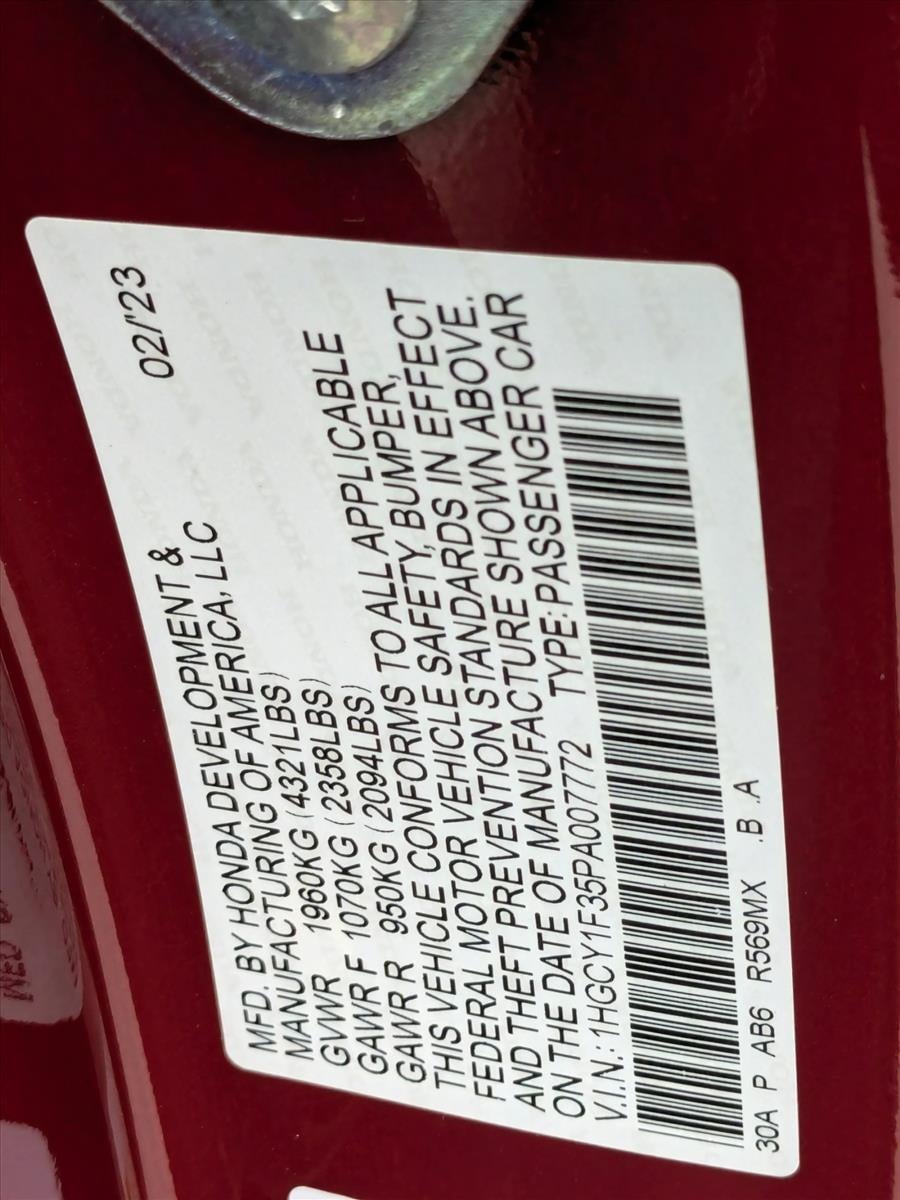 02/'23
MFD. BY HONDA DEVELOPMENT &
MANUFACTURING OF AMERICA, LLC
GVWR 1960KG (4321LBS)
GAWR F 1070KG (2358LBS)
GAWR R 950KG (2094LBS)
THIS VEHICLE CONFORMS TO ALL APPLICABLE
FEDERAL MOTOR VEHICLE SAFETY, BUMPER,
AND THEFT PREVENTION STANDARDS IN EFFECT
ON THE DATE OF MANUFACTURE SHOWN ABOVE.
V.I.N.: 1HGCY1F35PA007772 TYPE: PASSENGER CAR
30A P AB6 R569MX .B .A